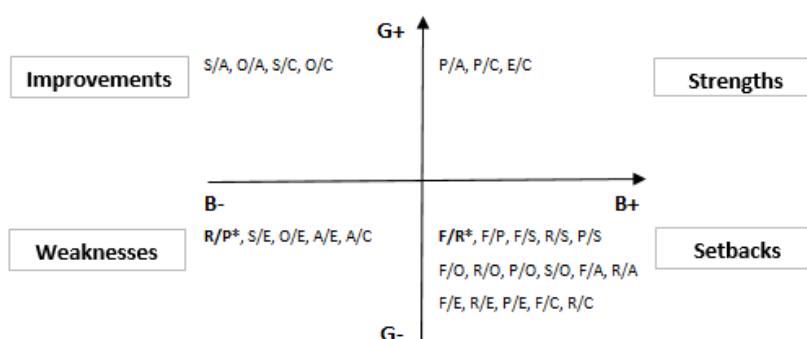 G+
Improvements
S/A, O/A, S/C, O/C
P/A, P/C, E/C
Strengths
B-
B+
Weaknesses
R/P*, S/E, O/E, A/E, A/C
F/R*, F/P, F/S, R/S, P/S
F/O, R/O, P/O, S/O, F/A, R/A
F/E, R/E, P/E, F/C, R/C
Setbacks
G-